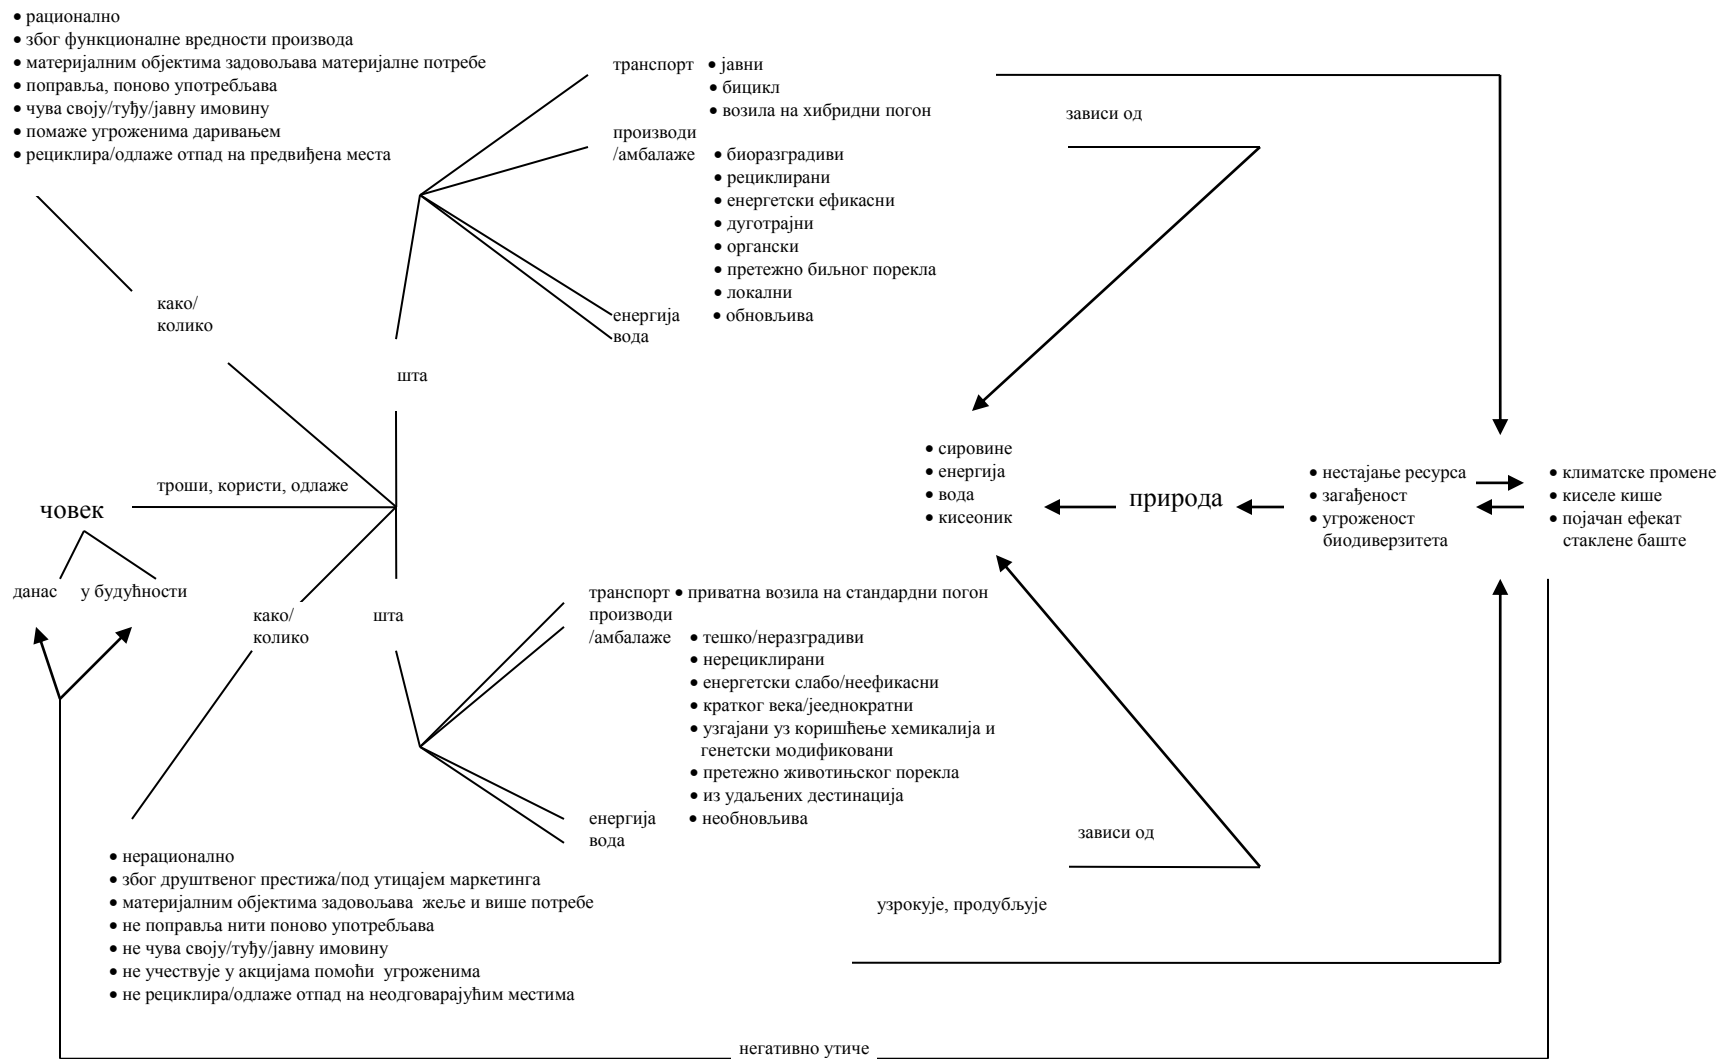 • рационално
• због функционалне вредности производа
• материјалним објектима задовољава материјалне потребе
• поправља, поново употребљава
• чува своју/туђу/јавну имовину
• помаже угроженима даривањем
• рециклира/одлаже отпад на предвиђена места
транспорт • јавни
• бицикл
• возила на хибридни погон
производи
/амбалаже
• биоразградиви
• рециклирани
• енергетски ефикасни
• дуготрајни
• органски
• претежно биљног порекла
• локални
енергија • обновљива
вода
зависи од
како/
колико
шта
троши, користи, одлаже
човек
данас у будућности
• сировине
• енергија
• вода
• кисеоник
природа
• нестајање ресурса
• загађеност
• угроженост
биодиверзитета
• климатске промене
• киселе кише
• појачан ефекат
стаклене баште
како/
колико
шта
транспорт • приватна возила на стандардни погон
производи
/амбалаже • тешко/неразградиви
• нерециклирани
• енергетски слабо/неефикасни
• кратког века/јееднократни
• узгајани уз коришћење хемикалија и
генетски модификовани
• претежно животињског порекла
• из удаљених дестинација
енергија • необновљива
вода
зависи од
• нерационално
• због друштвеног престижа/под утицајем маркетинга
• материјалним објектима задовољава жеље и више потребе
• не поправља нити поново употребљава
• не чува своју/туђу/јавну имовину
• не учествује у акцијама помоћи угроженима
• не рециклира/одлаже отпад на неодговарајућим местима
узрокује, продубљује
негативно утиче